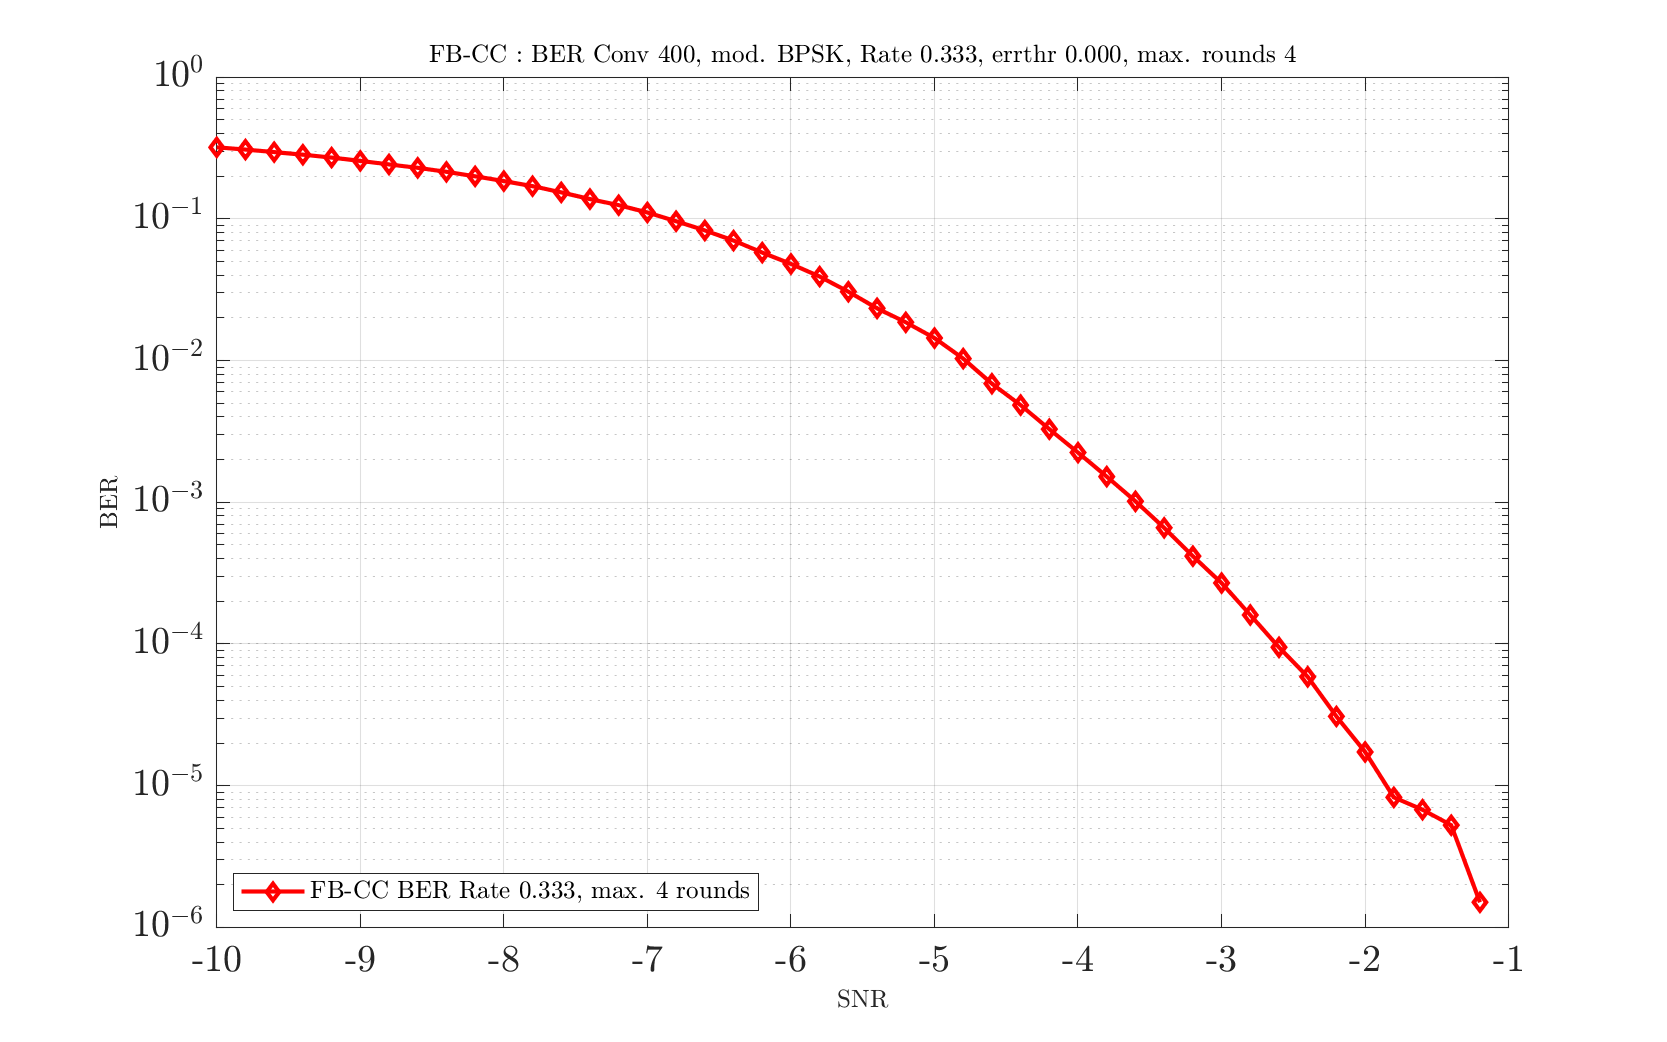 FB-CC : BER Conv 400, mod. BPSK, Rate 0.333, errthr 0.000, max. rounds 4
10^0
10^-1
10^-2
10^-3
10^-4
10^-5
10^-6
BER
FB-CC BER Rate 0.333, max. 4 rounds
-10 -9 -8 -7 -6 -5 -4 -3 -2 -1
SNR